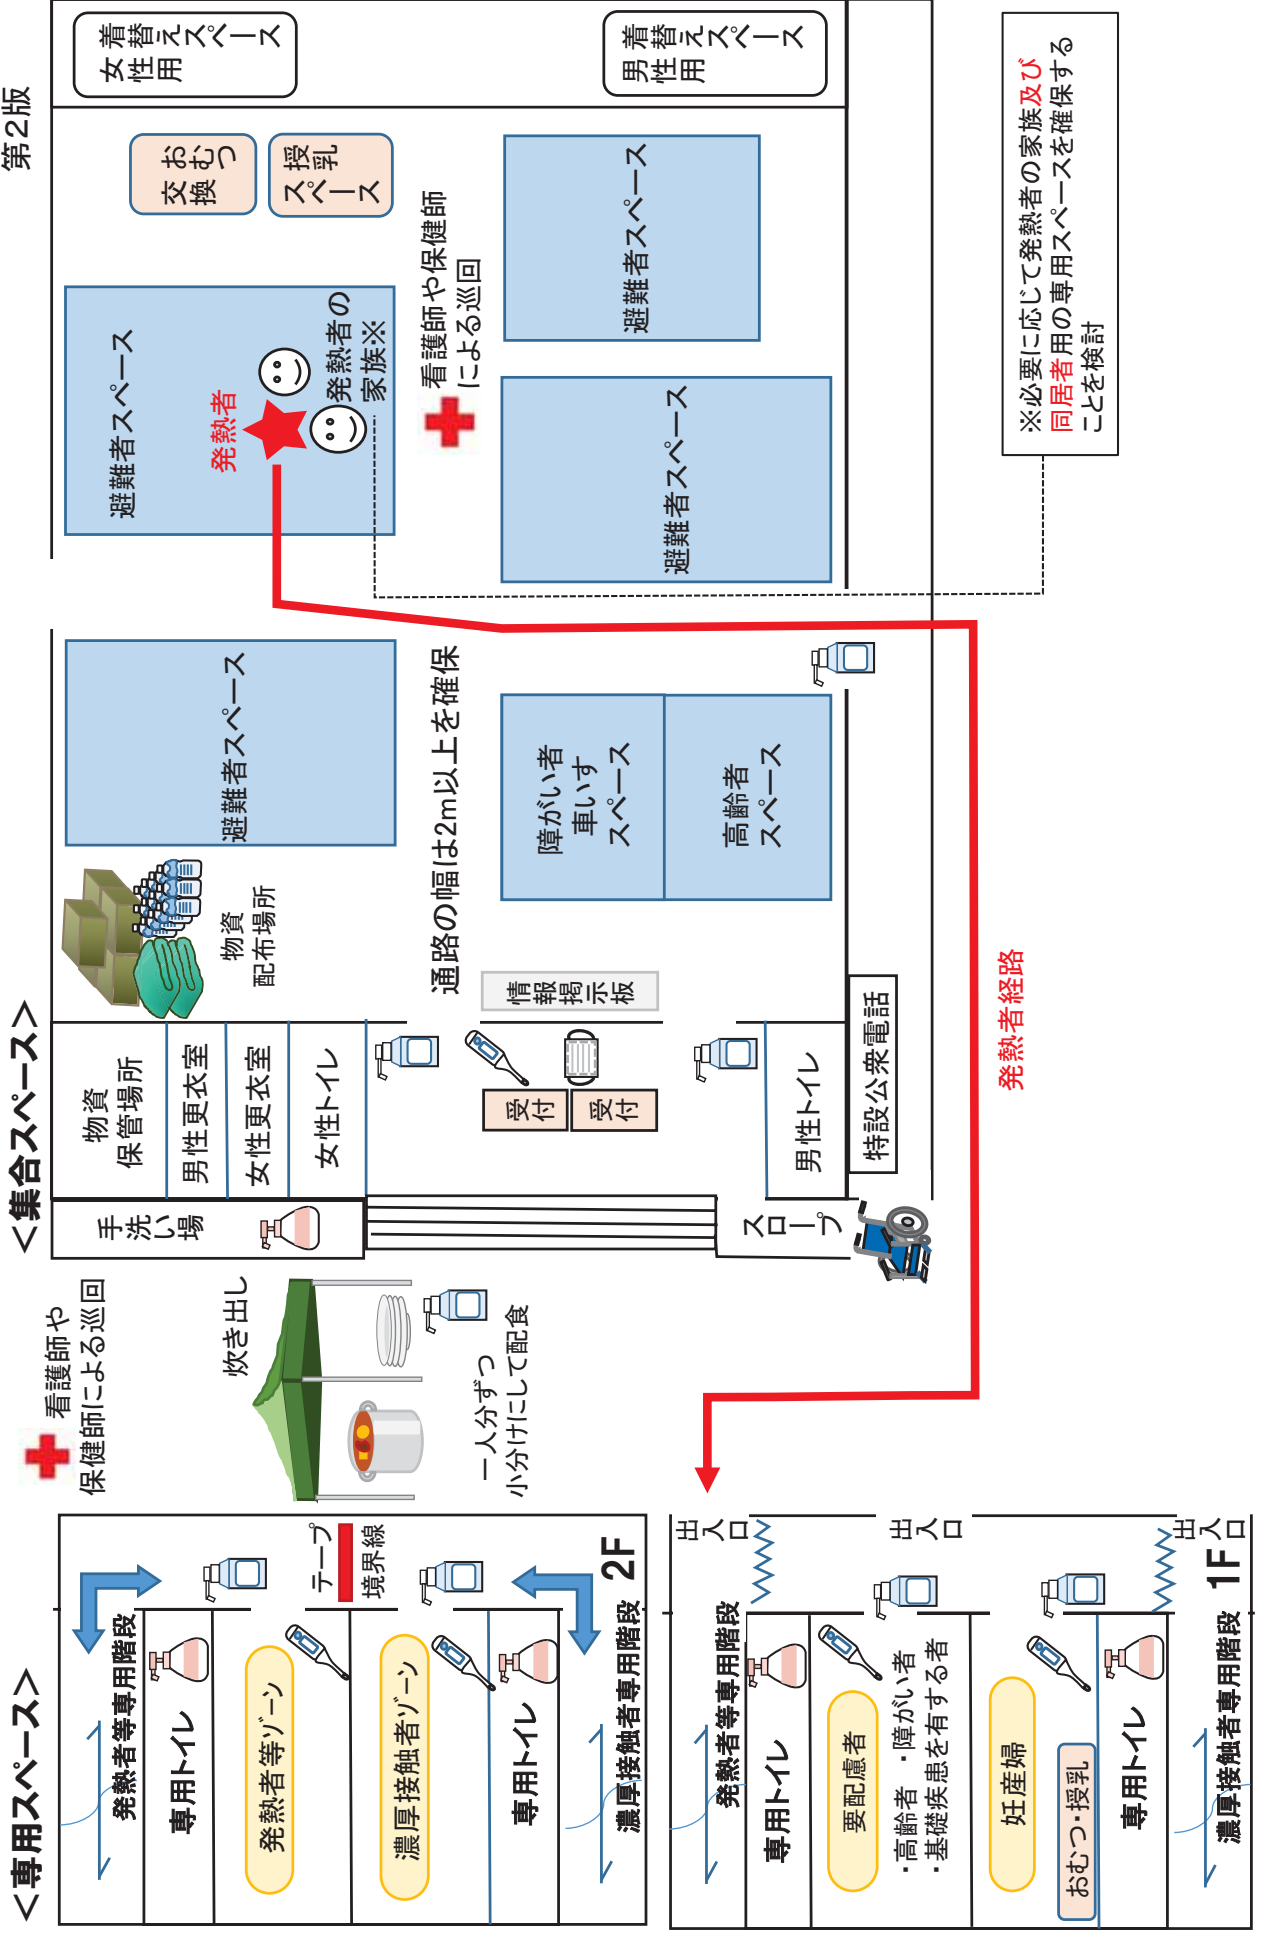 第２版
＜専用スペース＞
＜集合スペース＞
発熱者等専用階段
専用トイレ
発熱者等ゾーン
濃厚接触者ゾーン
専用トイレ
濃厚接触者専用階段
テープ
境界線
2F
発熱者等専用階段
専用トイレ
要配慮者
・高齢者　・障がい者
・基礎疾患を有する者
妊産婦
おむつ・授乳
専用トイレ
濃厚接触者専用階段
出
入
口
出
入
口
出
入
口
1F
看護師や
保健師による巡回
炊き出し
一人分ずつ
小分けにして配食
手洗い場
スロープ
物資
保管場所
男性更衣室
女性更衣室
女性トイレ
受
付
受
付
男性トイレ
特設公衆電話
物資
配布場所
情報掲示板
通路の幅は2m以上を確保
避難者スペース
障がい者
車いす
スペース
高齢者
スペース
発熱者経路
避難者スペース
発熱者
発熱者の
家族※
看護師や保健師
による巡回
避難者スペース
避難者スペース
おむつ
交換
授乳
スペース
着替えスペース
女性用
着替えスペース
男性用
※必要に応じて発熱者の家族及び
同居者用の専用スペースを確保する
ことを検討